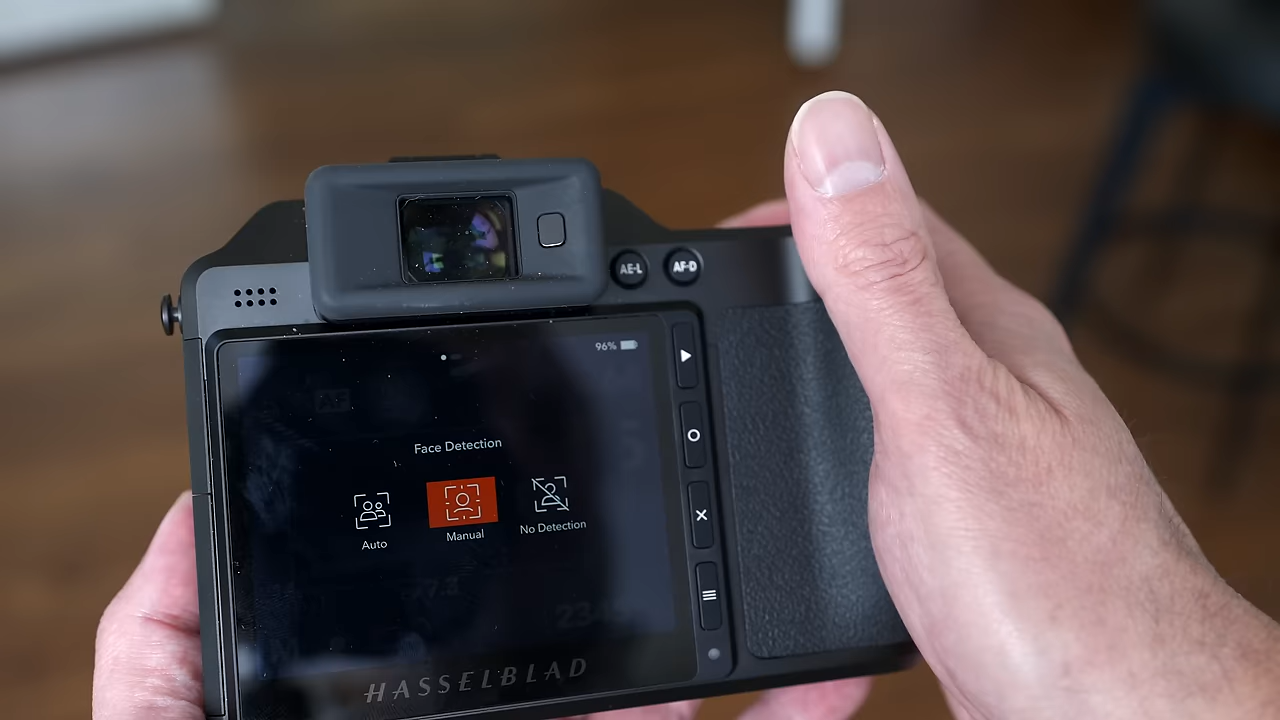 AE-L
AF-D
96%
Face Detection
Auto
Manual
No Detection
HASSELBLAD